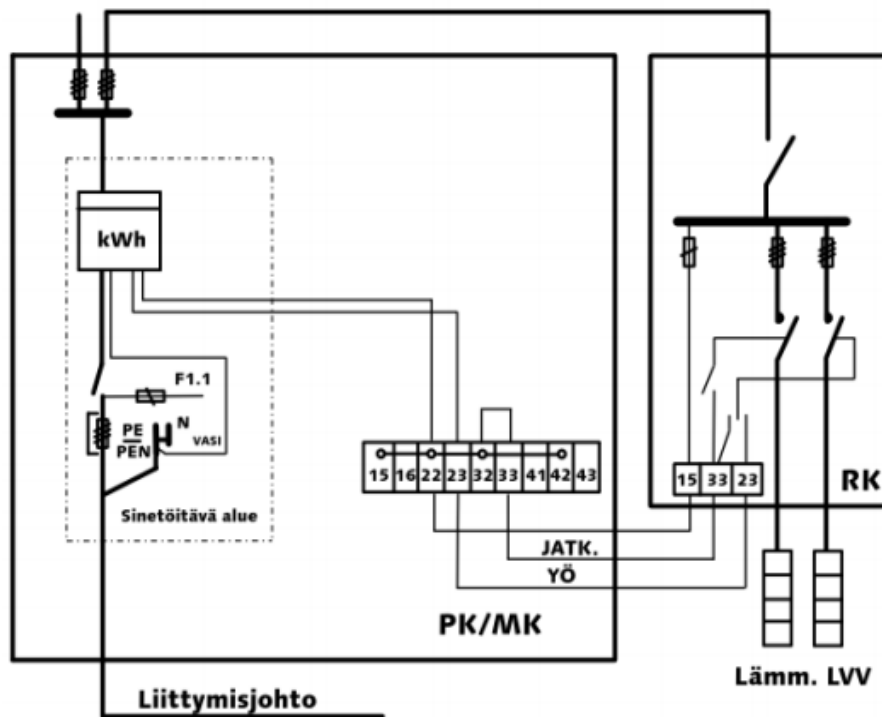 kWh
F1.1
PE
PEN
N
VASI
Sinetöitävä alue
15 16 22 23 32 33 41 42 43
15 33 23
RK
JATK.
YÖ
PK/MK
Lämm. LVV
Liittymisjohto